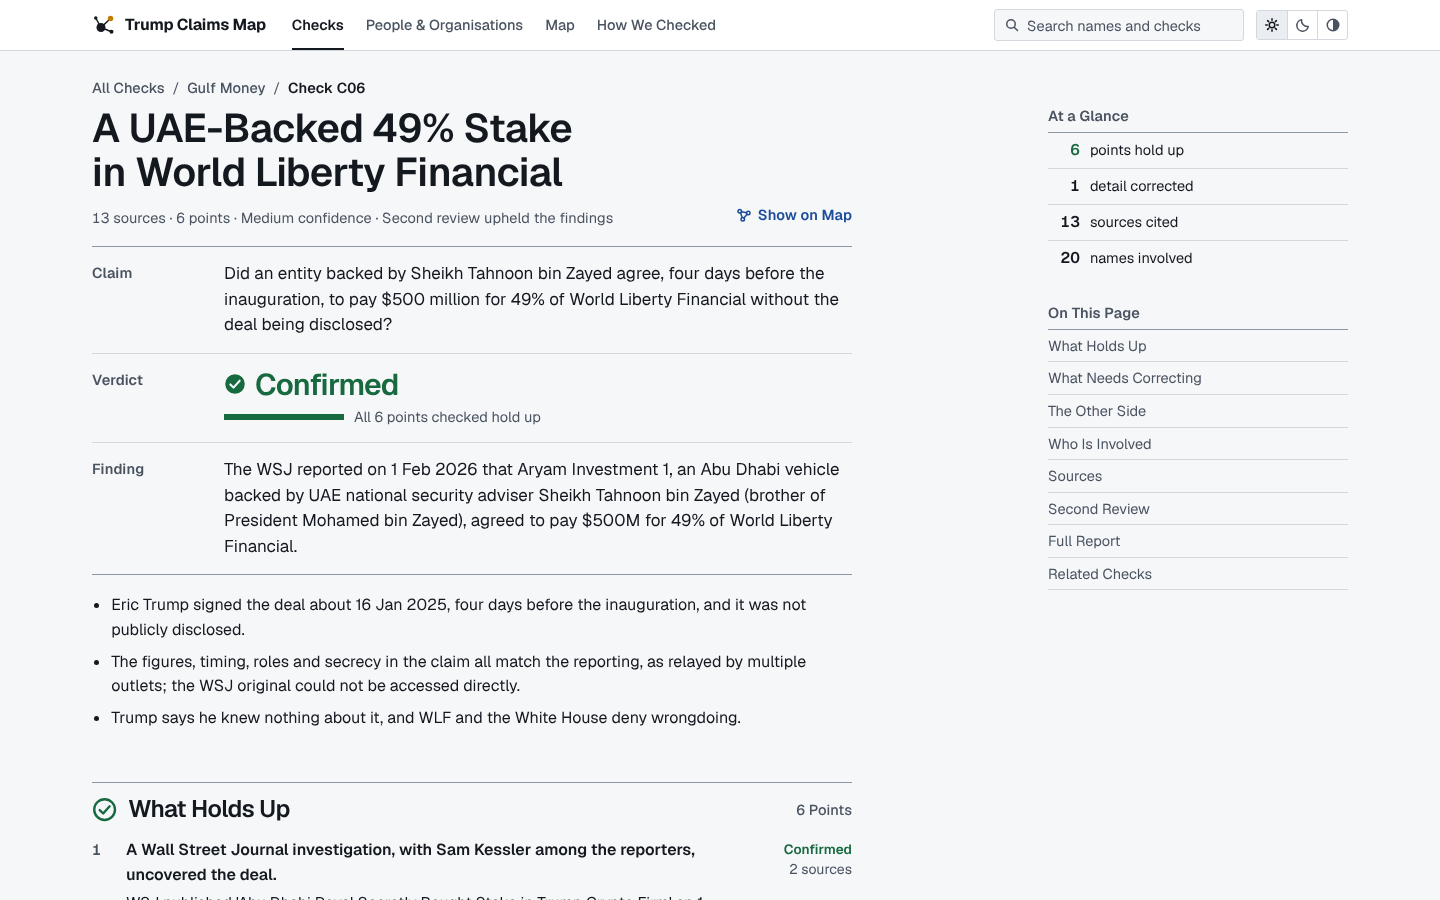 Trump Claims Map
Checks
People & Organisations
Map
How We Checked
Search names and checks
All Checks / Gulf Money / Check C06
A UAE-Backed 49% Stake
in World Liberty Financial
13 sources · 6 points · Medium confidence · Second review upheld the findings
Show on Map
Claim
Did an entity backed by Sheikh Tahnoon bin Zayed agree, four days before the
inauguration, to pay $500 million for 49% of World Liberty Financial without the
deal being disclosed?
Verdict
Confirmed
All 6 points checked hold up
Finding
The WSJ reported on 1 Feb 2026 that Aryam Investment 1, an Abu Dhabi vehicle
backed by UAE national security adviser Sheikh Tahnoon bin Zayed (brother of
President Mohamed bin Zayed), agreed to pay $500M for 49% of World Liberty
Financial.
• Eric Trump signed the deal about 16 Jan 2025, four days before the inauguration, and it was not
publicly disclosed.
• The figures, timing, roles and secrecy in the claim all match the reporting, as relayed by multiple
outlets; the WSJ original could not be accessed directly.
• Trump says he knew nothing about it, and WLF and the White House deny wrongdoing.
What Holds Up
6 Points
1 A Wall Street Journal investigation, with Sam Kessler among the reporters,
uncovered the deal.
Confirmed
2 sources
At a Glance
6 points hold up
1 detail corrected
13 sources cited
20 names involved
On This Page
What Holds Up
What Needs Correcting
The Other Side
Who Is Involved
Sources
Second Review
Full Report
Related Checks